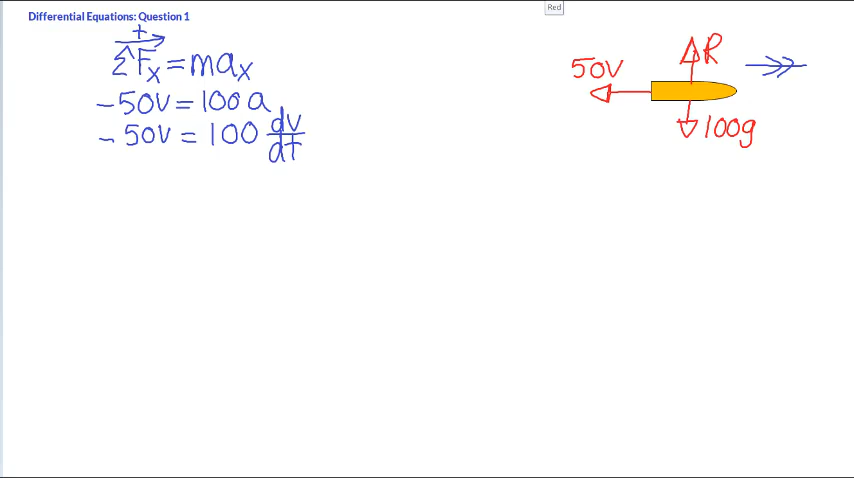 Differential Equations: Question 1
Red
+
ΣFx = max
-50v = 100a
-50v = 100 dv/dt
50v
R
100g